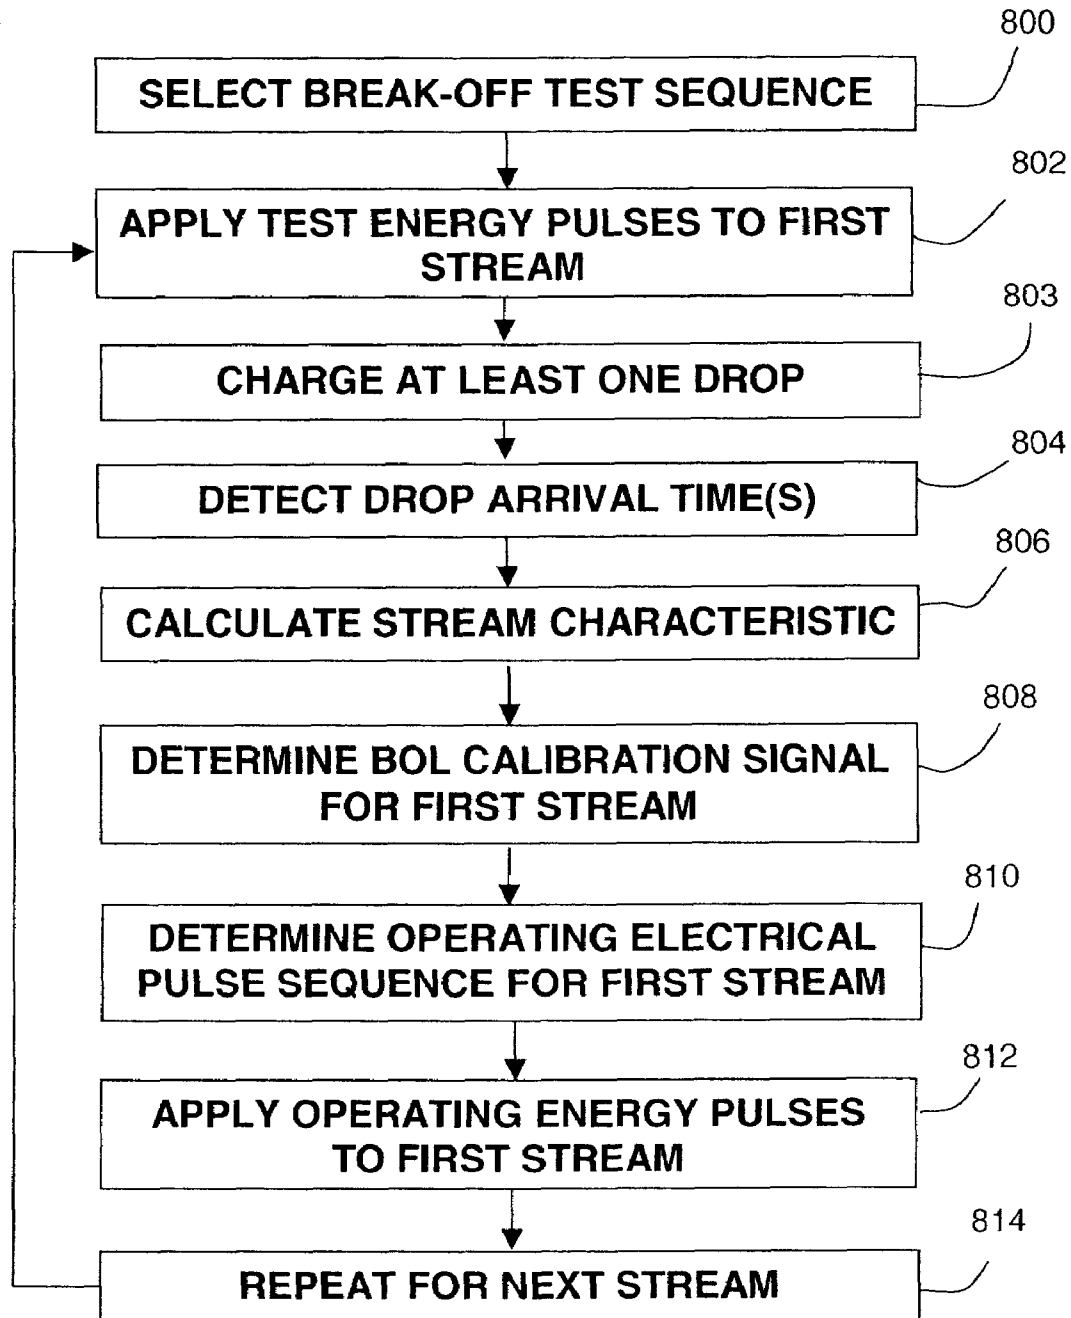 800
SELECT BREAK-OFF TEST SEQUENCE
802
APPLY TEST ENERGY PULSES TO FIRST
STREAM
803
CHARGE AT LEAST ONE DROP
804
DETECT DROP ARRIVAL TIME(S)
806
CALCULATE STREAM CHARACTERISTIC
808
DETERMINE BOL CALIBRATION SIGNAL
FOR FIRST STREAM
810
DETERMINE OPERATING ELECTRICAL
PULSE SEQUENCE FOR FIRST STREAM
812
APPLY OPERATING ENERGY PULSES
TO FIRST STREAM
814
REPEAT FOR NEXT STREAM